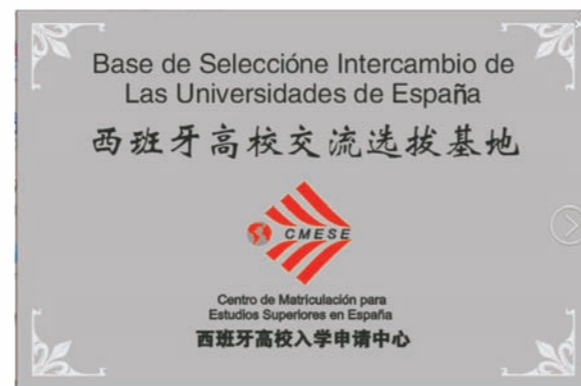 Base de Seleccióne Intercambio de
Las Universidades de España
西班牙高校交流选拔基地
CMESE
Centro de Matriculación para
Estudios Superiores en España
西班牙高校入学申请中心